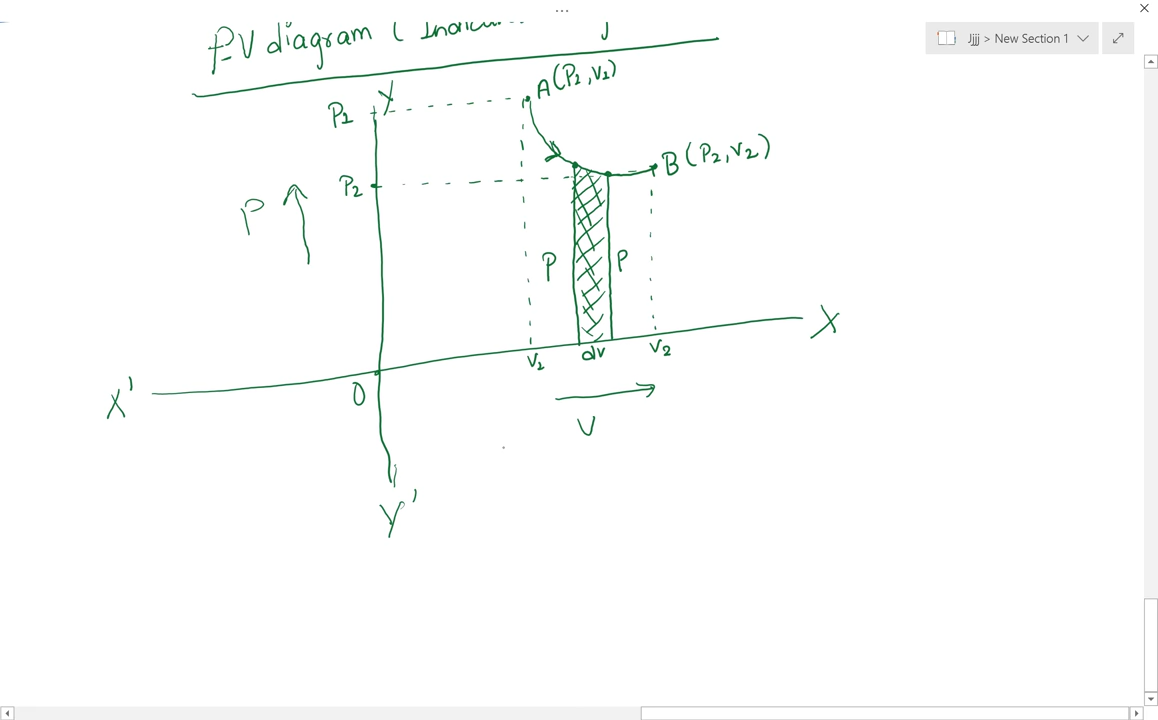 P-V diagram (
Jjjj > New Section 1
Y
A(P₁,V₁)
P₁
B(P₂,V₂)
P₂
P
P
P
X
V₁
dv
V₂
O
X'
V
Y'